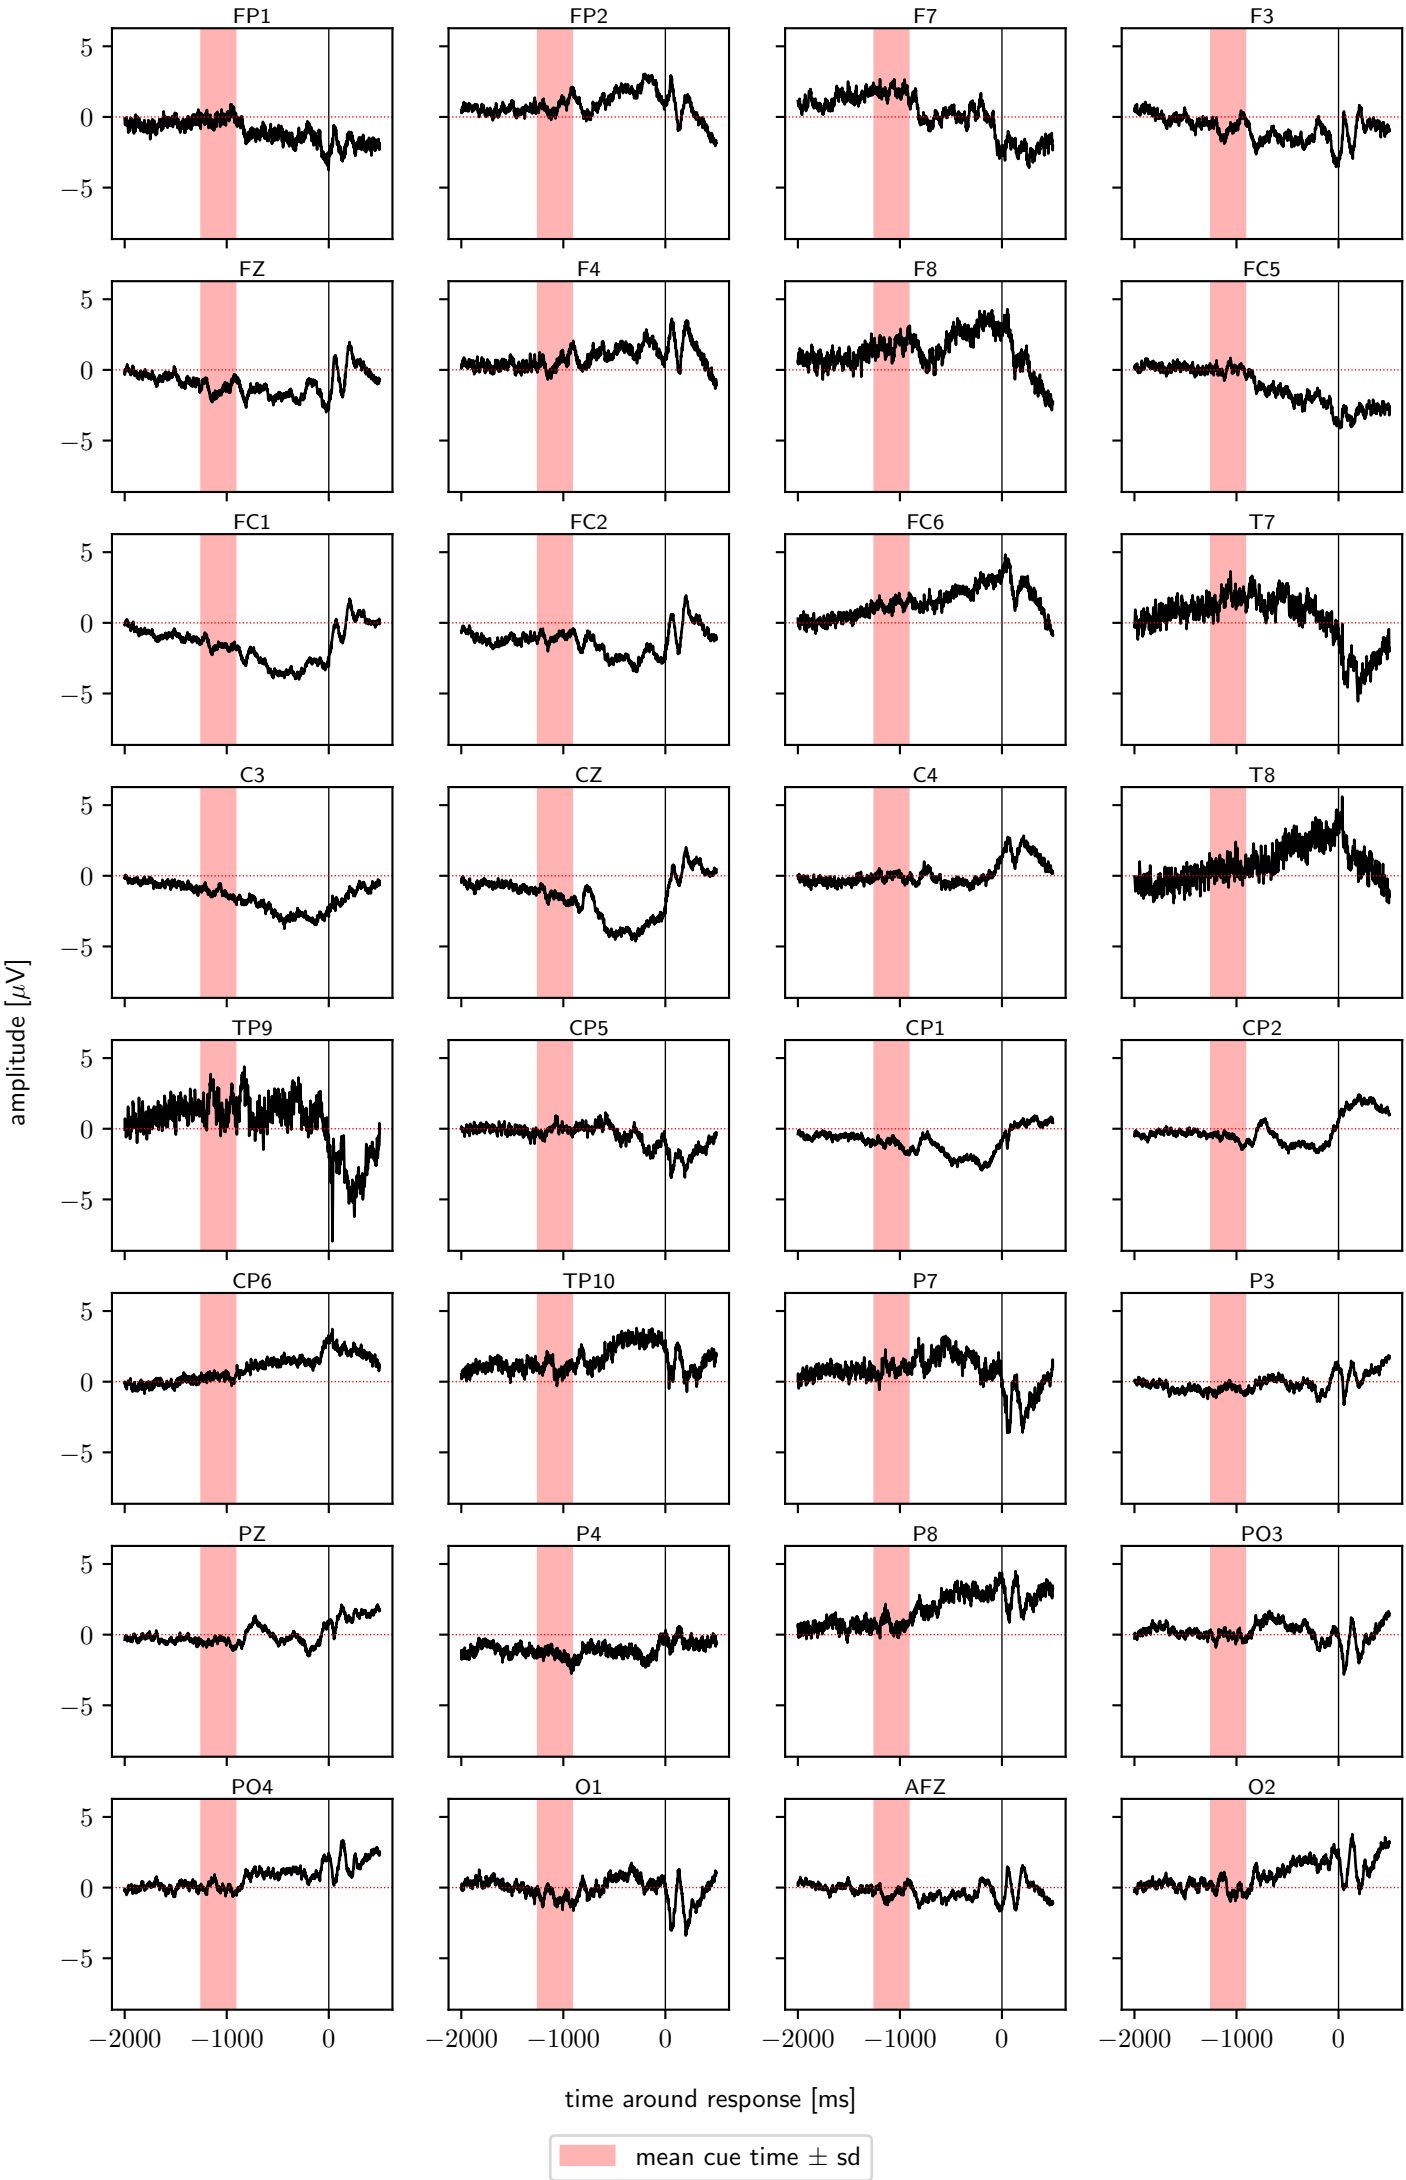 FP1 FP2 F7 F3
5
0
−5
FZ F4 F8 FC5
5
0
−5
FC1 FC2 FC6 T7
5
0
−5
C3 CZ C4 T8
5
0
−5
amplitude [μV]
TP9 CP5 CP1 CP2
5
0
−5
CP6 TP10 P7 P3
5
0
−5
PZ P4 P8 PO3
5
0
−5
PO4 O1 AFZ O2
5
0
−5
−2000 −1000 0 −2000 −1000 0 −2000 −1000 0 −2000 −1000 0
time around response [ms]
mean cue time ± sd